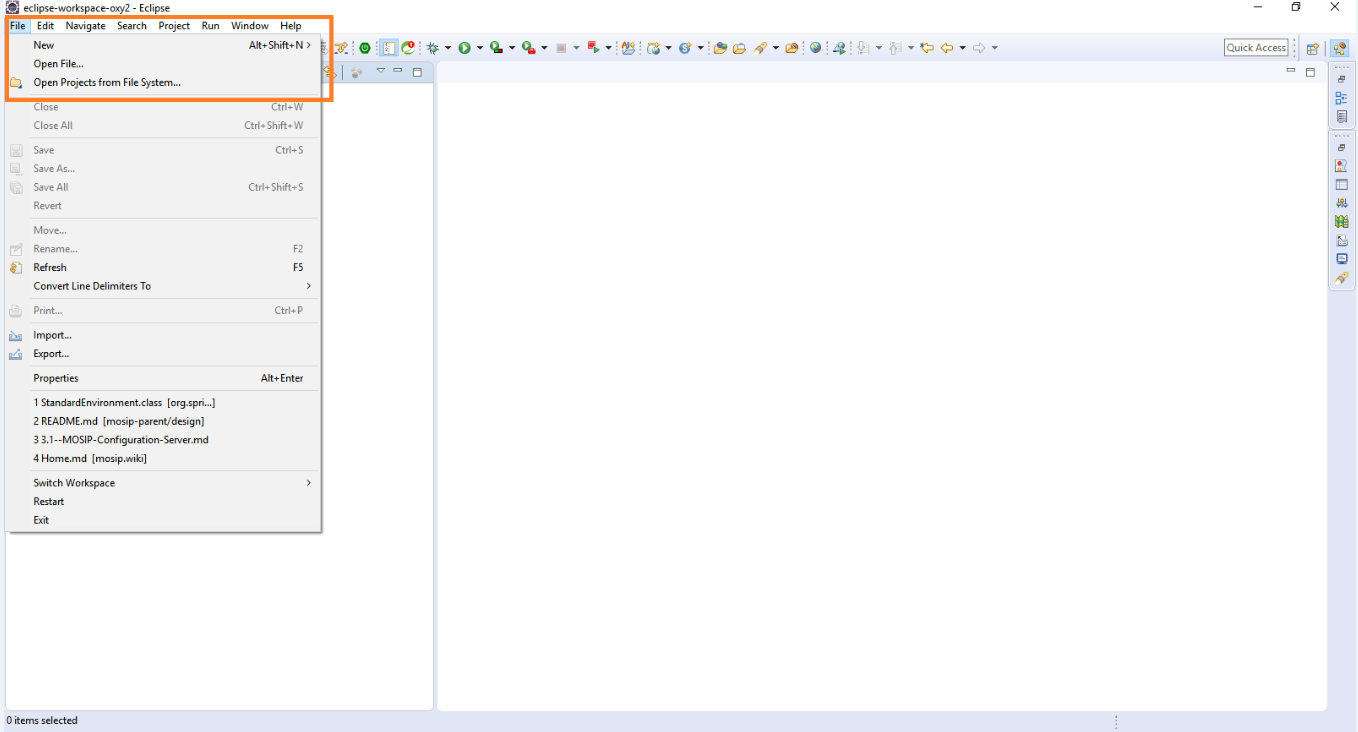 eclipse-workspace-oxy2 - Eclipse
File Edit Navigate Search Project Run Window Help
New Alt+Shift+N >
Open File...
Quick Access
Open Projects from File System...
Close Ctrl+W
Close All Ctrl+Shift+W
Save Ctrl+S
Save As...
Save All Ctrl+Shift+S
Revert
Move...
Rename... F2
Refresh F5
Convert Line Delimiters To >
Print... Ctrl+P
Import...
Export...
Properties Alt+Enter
1 StandardEnvironment.class [org.spri...]
2 README.md [mosip-parent/design]
3 3.1--MOSIP-Configuration-Server.md
4 Home.md [mosip.wiki]
Switch Workspace >
Restart
Exit
0 items selected